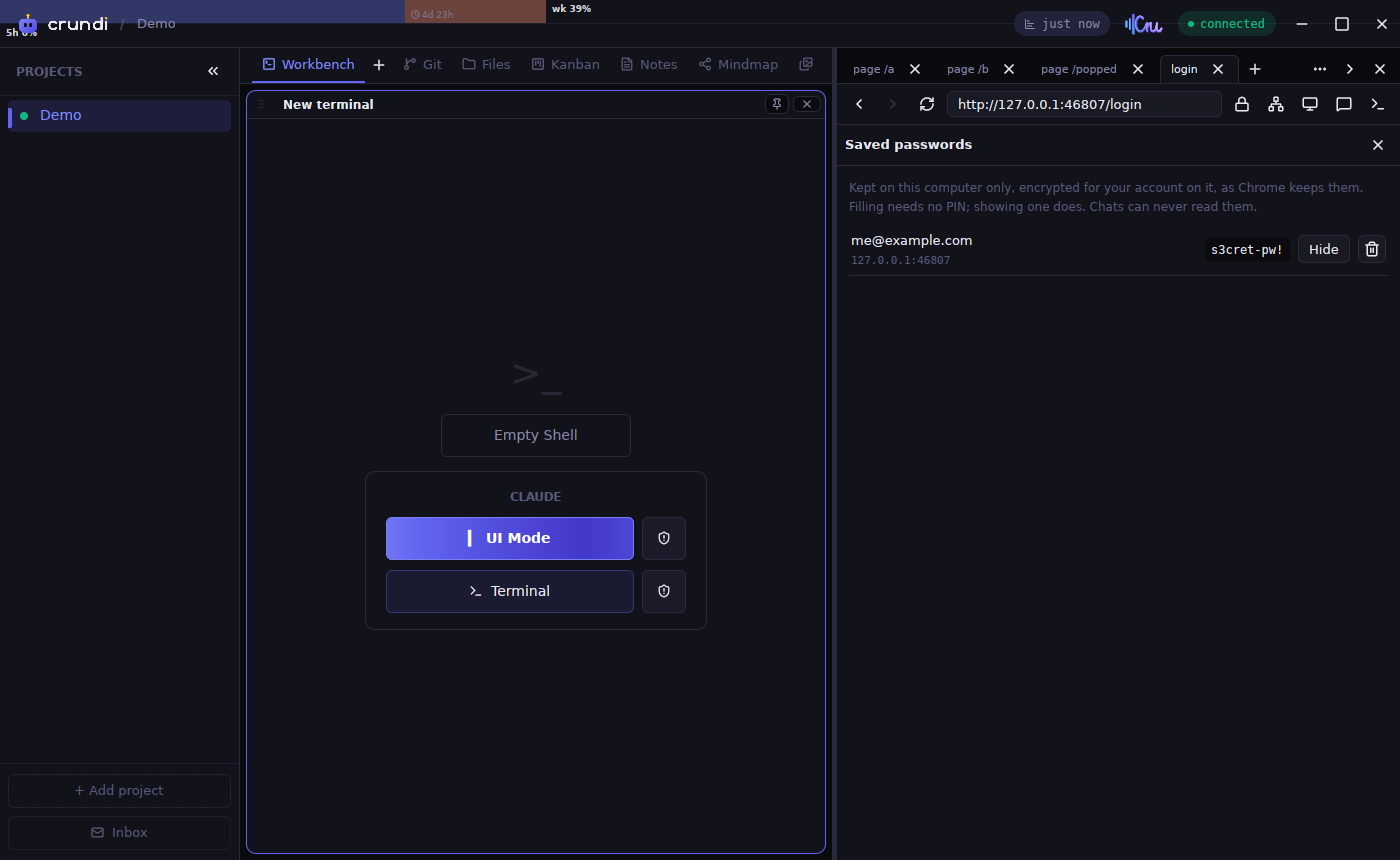 4d 23h
wk 39%
crundi / Demo
just now
Cru
connected
PROJECTS
Workbench
Git
Files
Kanban
Notes
Mindmap
page /a
page /b
page /popped
login
Demo
New terminal
http://127.0.0.1:46807/login
Saved passwords
Kept on this computer only, encrypted for your account on it, as Chrome keeps them.
Filling needs no PIN; showing one does. Chats can never read them.
me@example.com
s3cret-pw!
Hide
127.0.0.1:46807
>_
Empty Shell
CLAUDE
UI Mode
Terminal
+ Add project
Inbox